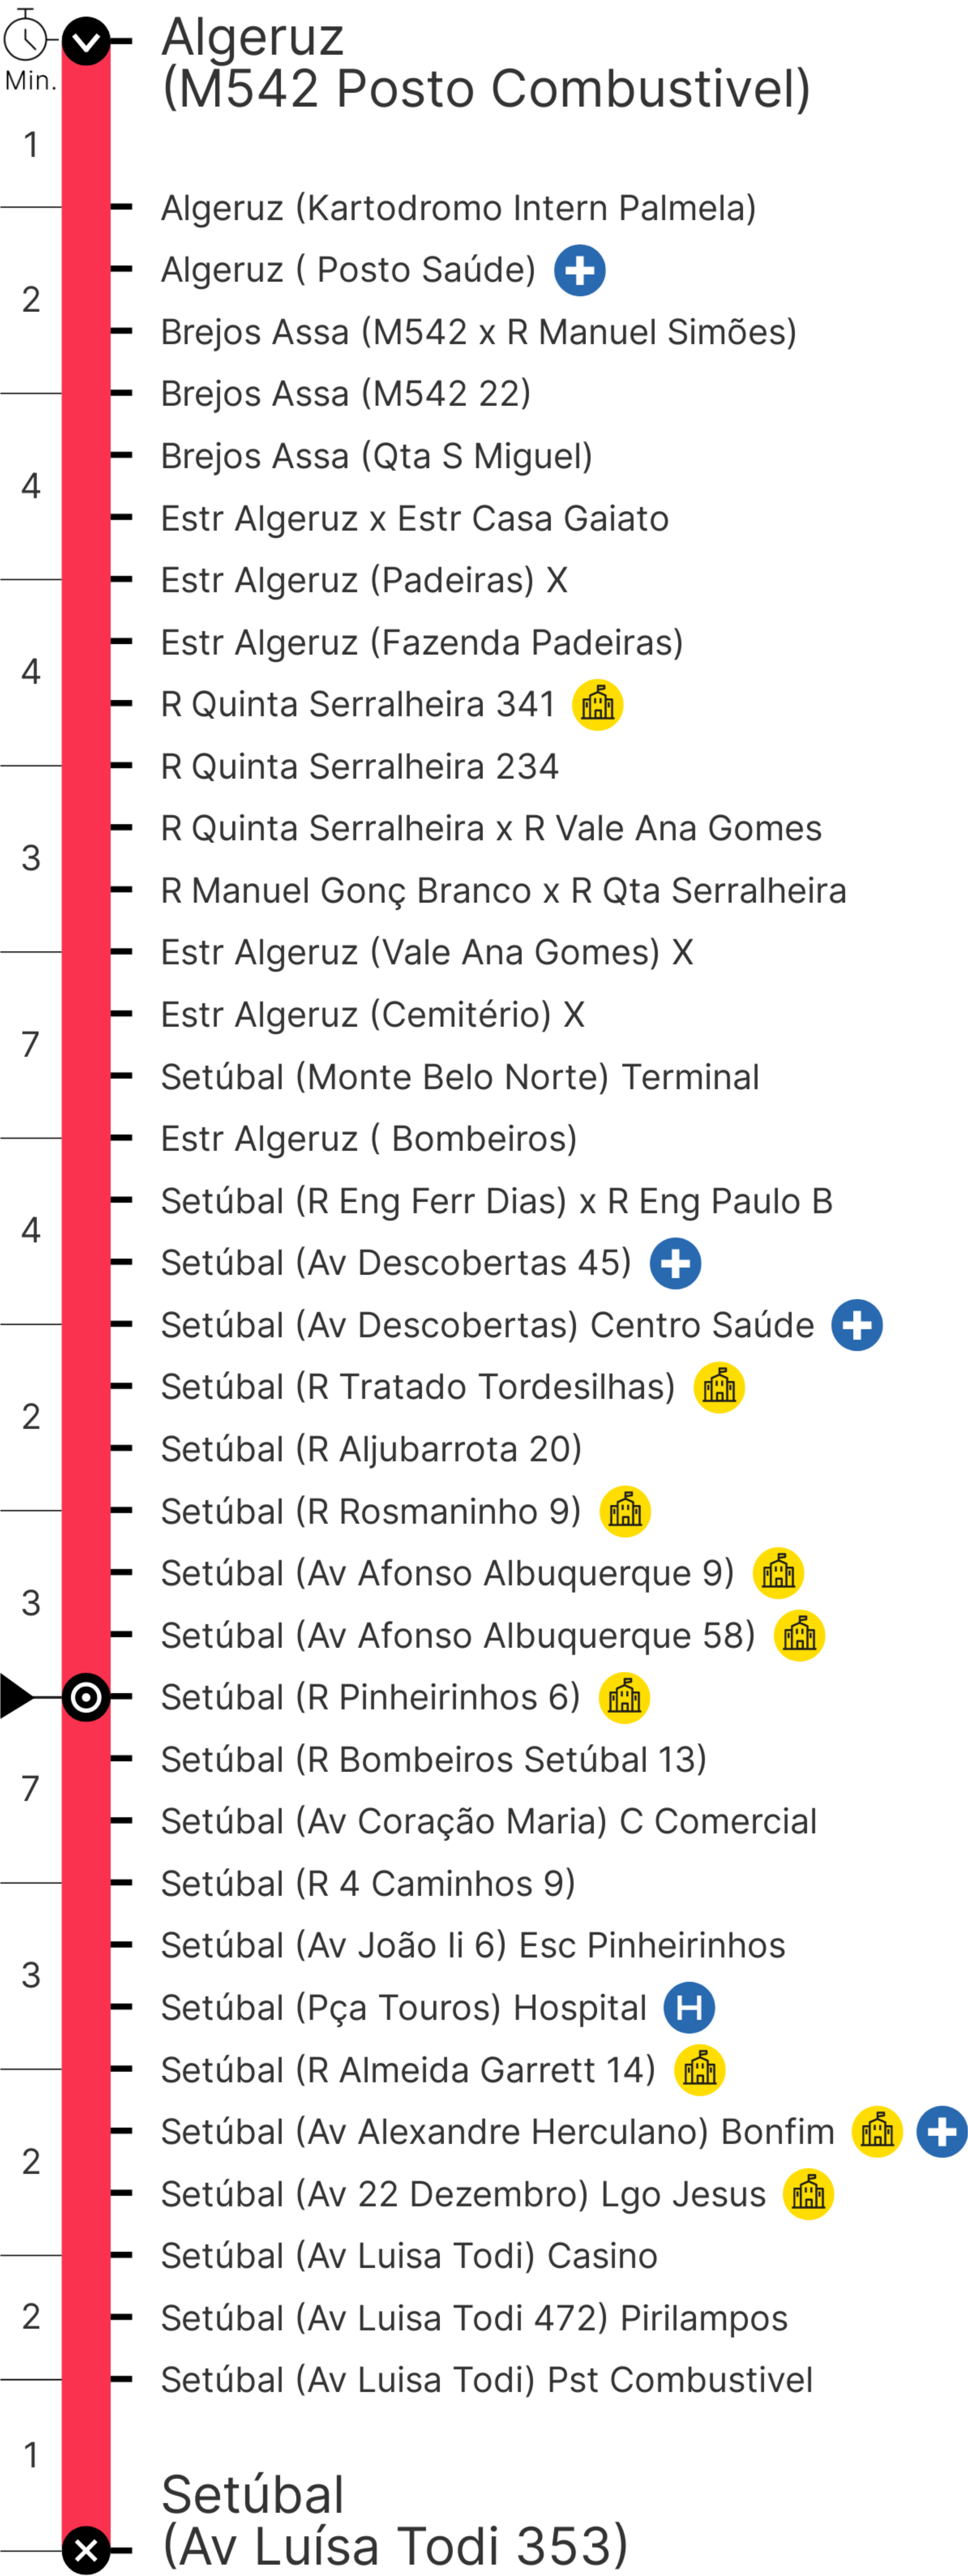 Algeruz
(M542 Posto Combustivel)
Min.
1
Algeruz (Kartodromo Intern Palmela)
Algeruz ( Posto Saúde)
2
Brejos Assa (M542 x R Manuel Simões)
Brejos Assa (M542 22)
Brejos Assa (Qta S Miguel)
4
Estr Algeruz x Estr Casa Gaiato
Estr Algeruz (Padeiras) X
Estr Algeruz (Fazenda Padeiras)
4
R Quinta Serralheira 341
R Quinta Serralheira 234
R Quinta Serralheira x R Vale Ana Gomes
3
R Manuel Gonç Branco x R Qta Serralheira
Estr Algeruz (Vale Ana Gomes) X
Estr Algeruz (Cemitério) X
7
Setúbal (Monte Belo Norte) Terminal
Estr Algeruz ( Bombeiros)
Setúbal (R Eng Ferr Dias) x R Eng Paulo B
4
Setúbal (Av Descobertas 45)
Setúbal (Av Descobertas) Centro Saúde
Setúbal (R Tratado Tordesilhas)
2
Setúbal (R Aljubarrota 20)
Setúbal (R Rosmaninho 9)
Setúbal (Av Afonso Albuquerque 9)
3
Setúbal (Av Afonso Albuquerque 58)
Setúbal (R Pinheirinhos 6)
Setúbal (R Bombeiros Setúbal 13)
7
Setúbal (Av Coração Maria) C Comercial
Setúbal (R 4 Caminhos 9)
Setúbal (Av João Ii 6) Esc Pinheirinhos
3
Setúbal (Pça Touros) Hospital H
Setúbal (R Almeida Garrett 14)
Setúbal (Av Alexandre Herculano) Bonfim
2
Setúbal (Av 22 Dezembro) Lgo Jesus
Setúbal (Av Luisa Todi) Casino
2
Setúbal (Av Luisa Todi 472) Pirilampos
Setúbal (Av Luisa Todi) Pst Combustivel
1
Setúbal
(Av Luísa Todi 353)